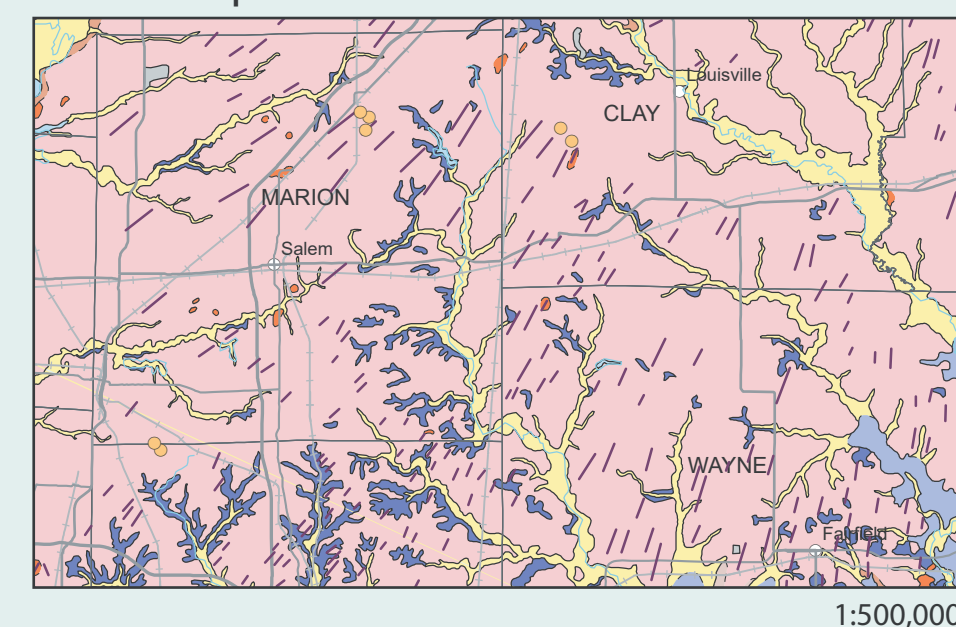 Louisville
CLAY
MARION
Salem
WAYNE
Fairfield
1:500,000